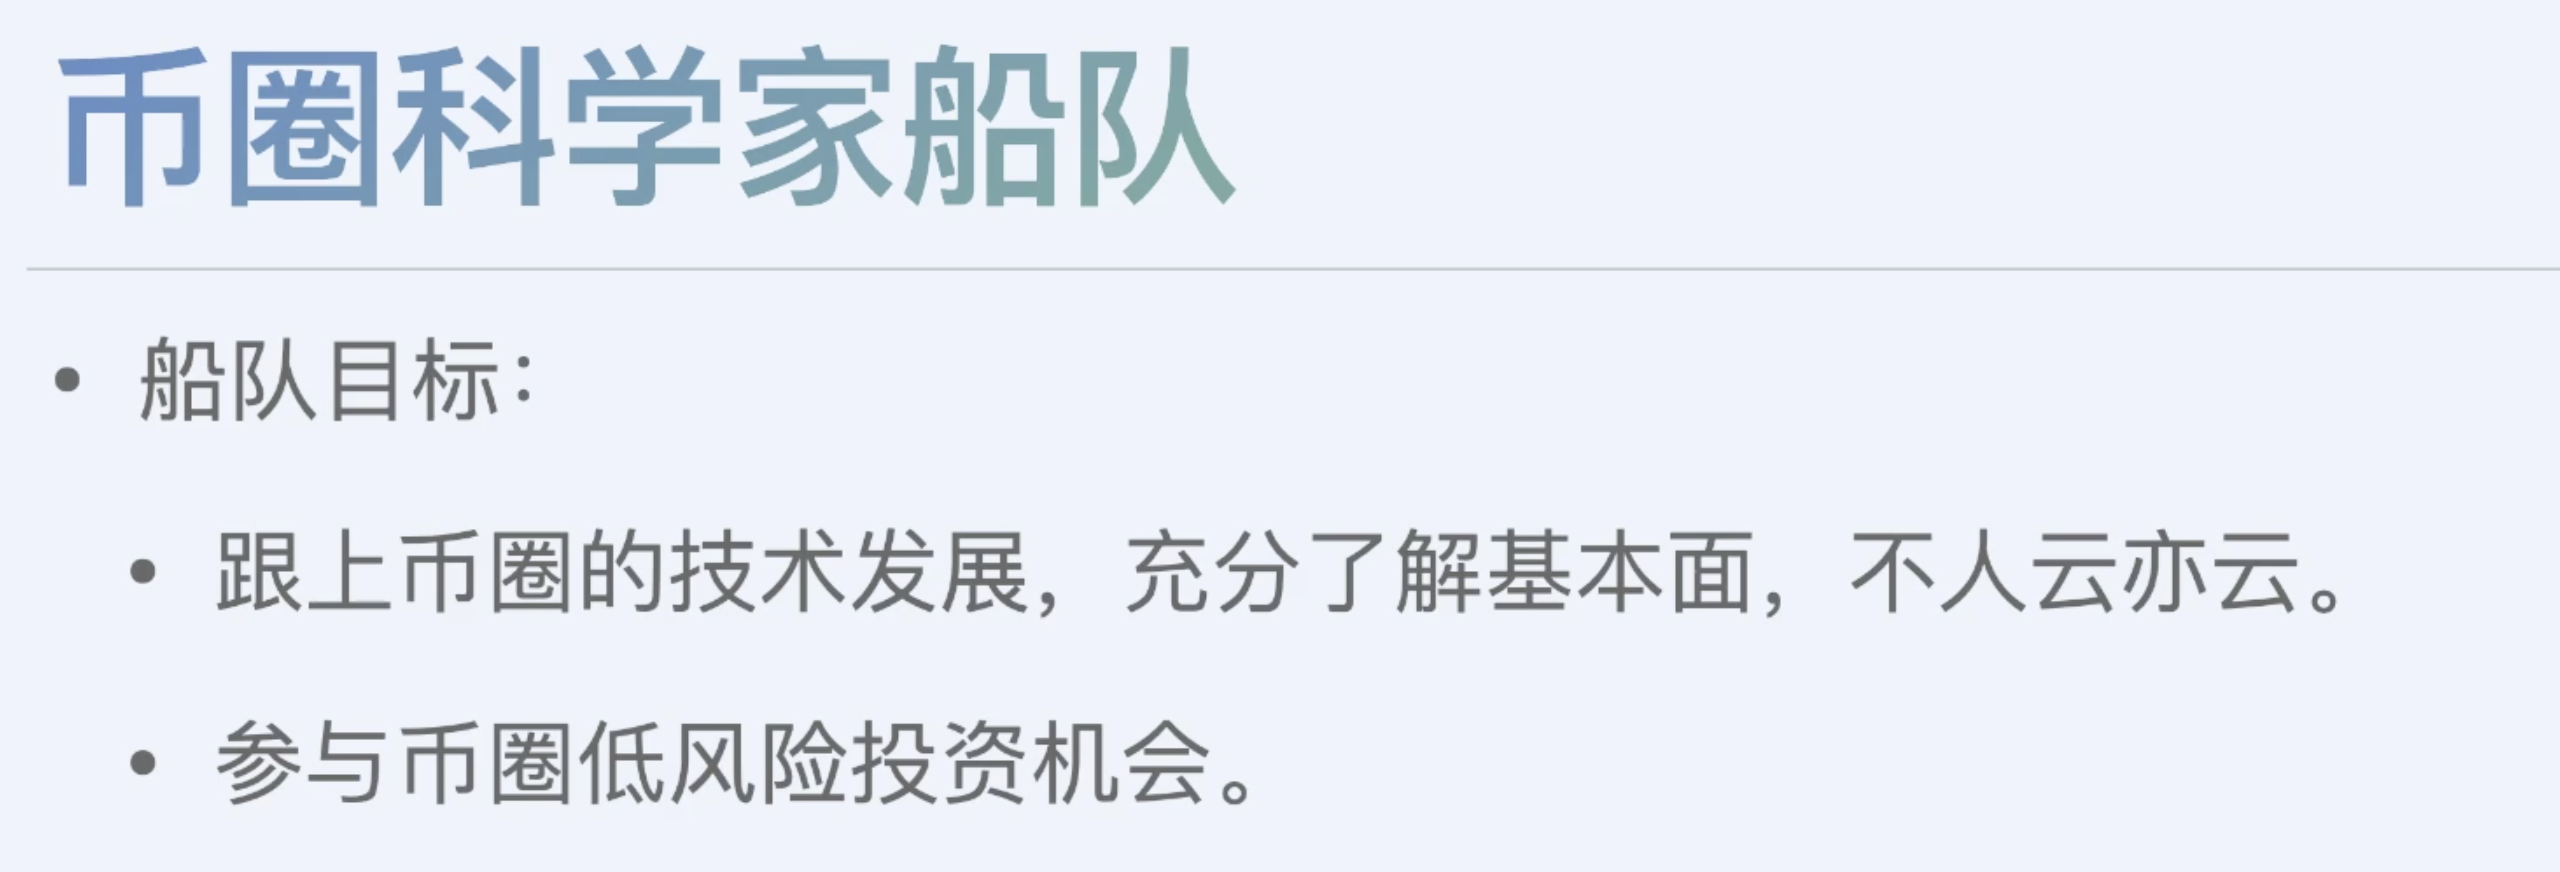 币圈科学家船队
• 船队目标：
• 跟上币圈的技术发展，充分了解基本面，不人云亦云。
• 参与币圈低风险投资机会。